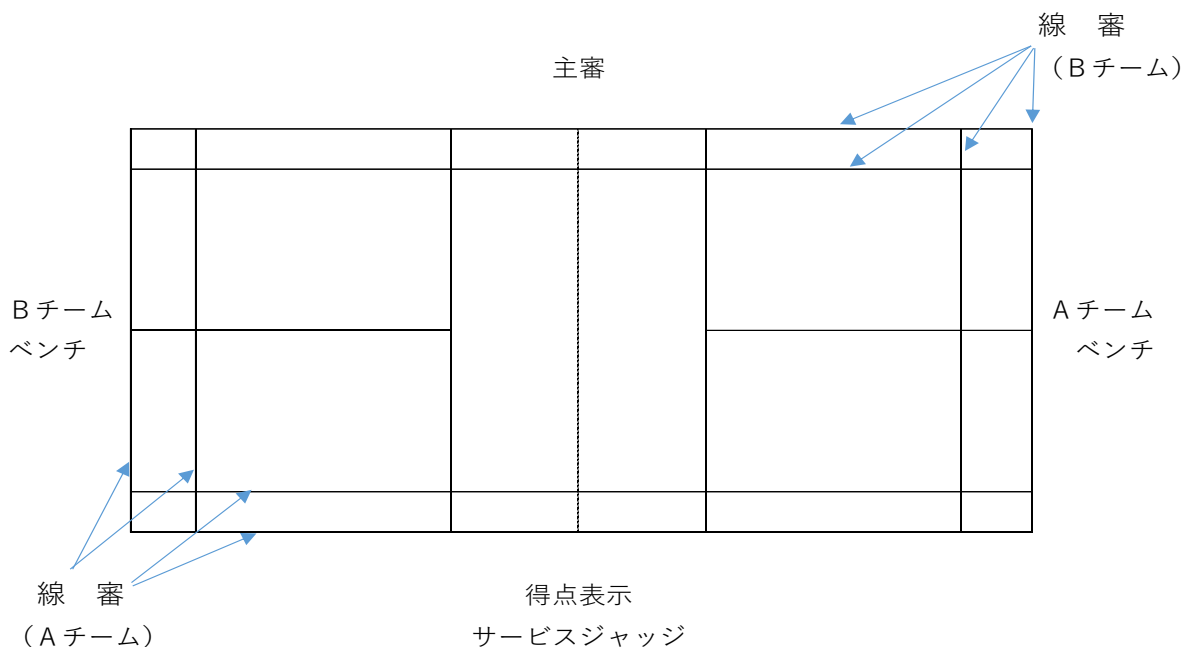 線　審
（Ｂチーム）
主審
Ｂチーム
ベンチ
Ａチーム
ベンチ
線　審
（Ａチーム）
得点表示
サービスジャッジ